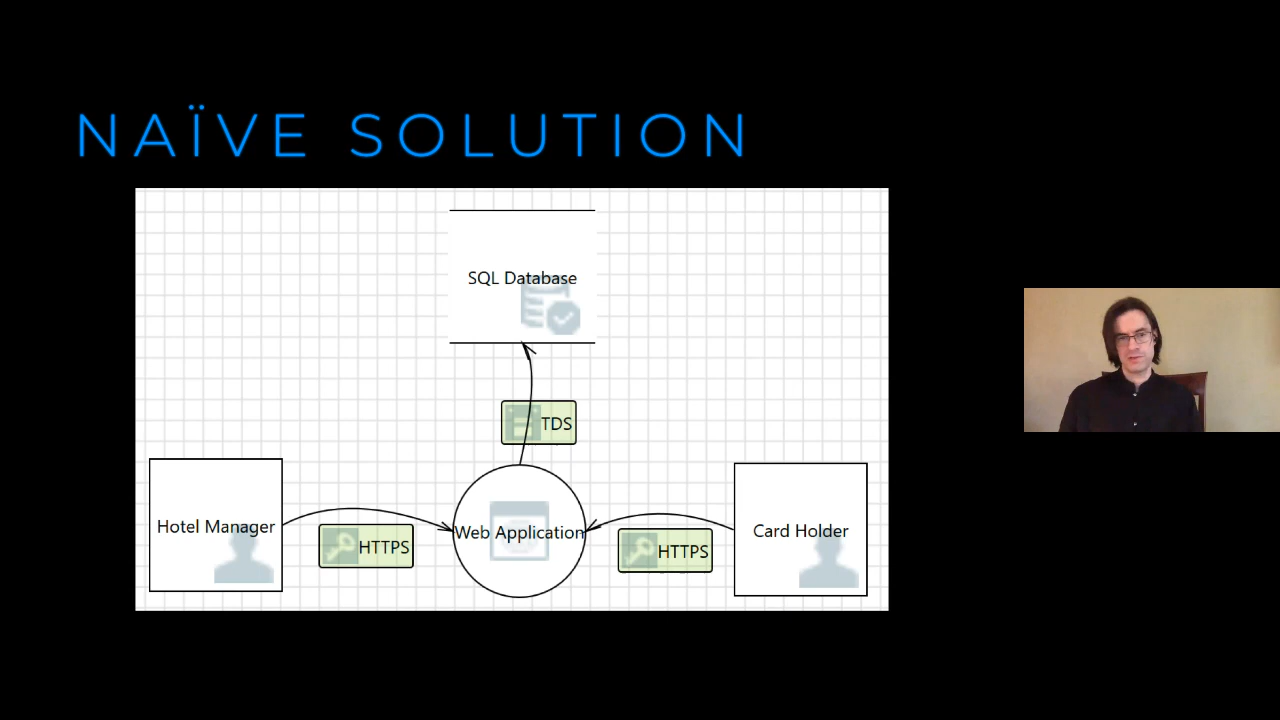 NAÏVE SOLUTION
SQL Database
TDS
Hotel Manager
HTTPS
Web Application
HTTPS
Card Holder